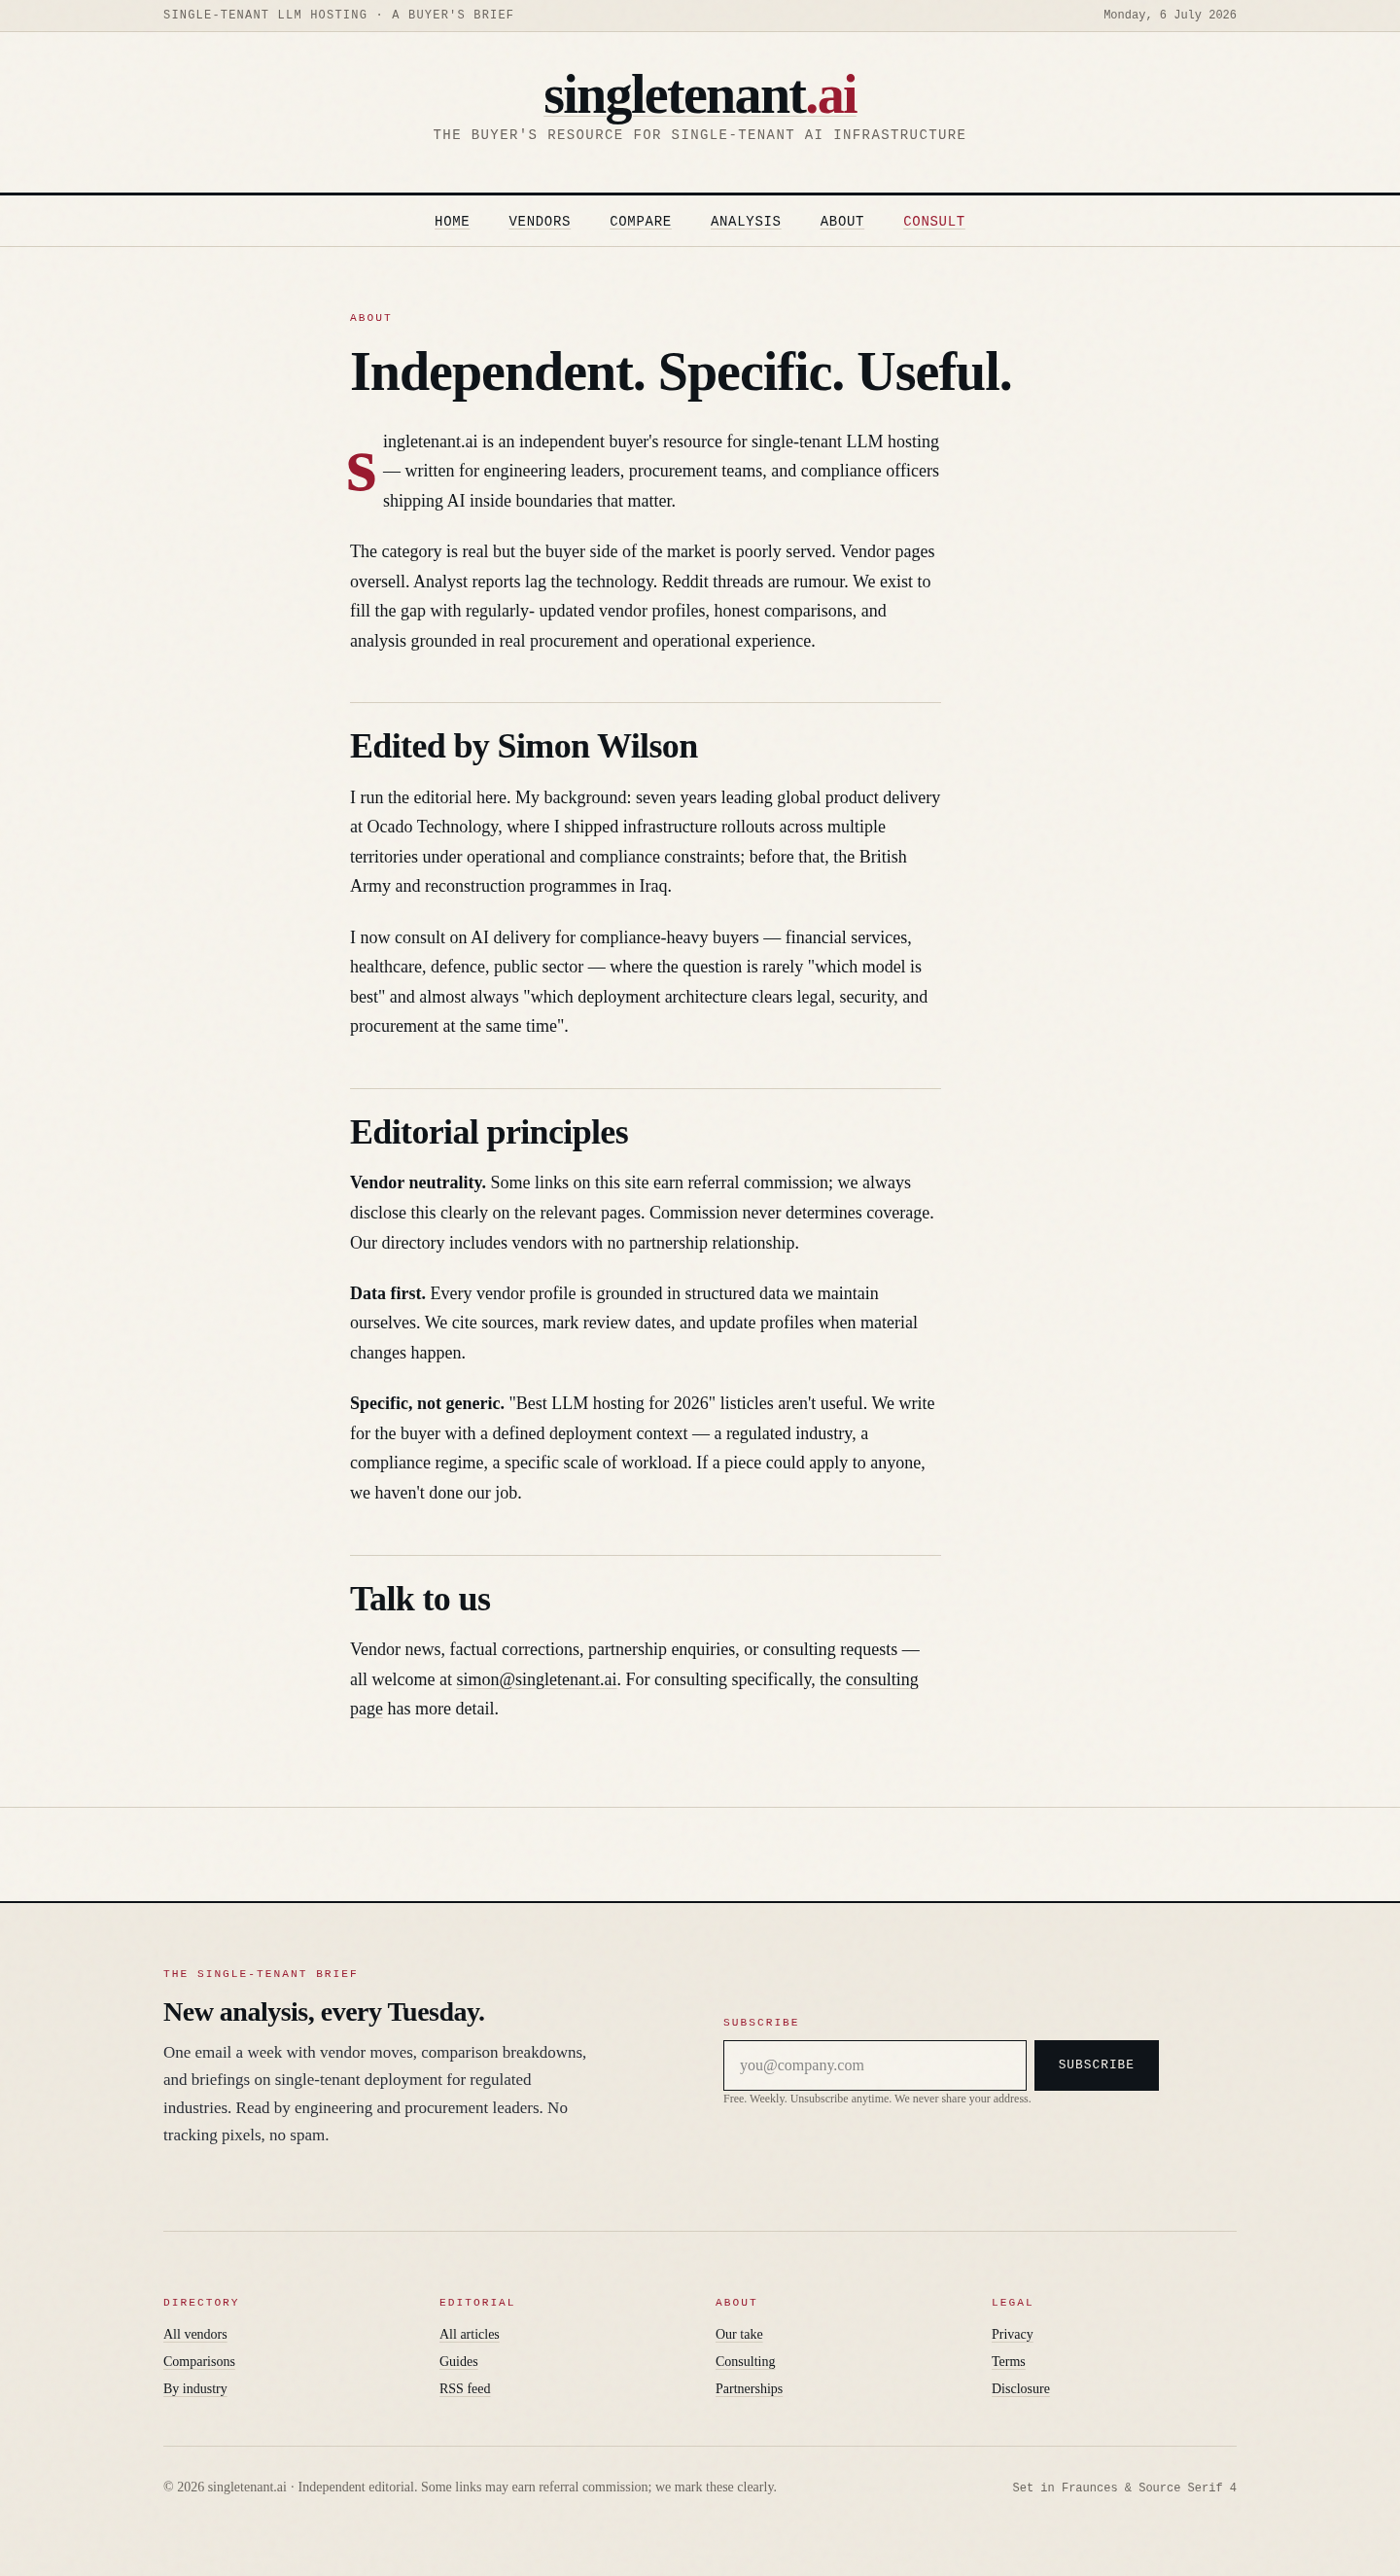 SINGLE-TENANT LLM HOSTING · A BUYER'S BRIEF
Monday, 6 July 2026
singletenant.ai
THE BUYER'S RESOURCE FOR SINGLE-TENANT AI INFRASTRUCTURE
HOME VENDORS COMPARE ANALYSIS ABOUT CONSULT
ABOUT
Independent. Specific. Useful.
singletenant.ai is an independent buyer's resource for single-tenant LLM hosting
— written for engineering leaders, procurement teams, and compliance officers
shipping AI inside boundaries that matter.
The category is real but the buyer side of the market is poorly served. Vendor pages
oversell. Analyst reports lag the technology. Reddit threads are rumour. We exist to
fill the gap with regularly- updated vendor profiles, honest comparisons, and
analysis grounded in real procurement and operational experience.
Edited by Simon Wilson
I run the editorial here. My background: seven years leading global product delivery
at Ocado Technology, where I shipped infrastructure rollouts across multiple
territories under operational and compliance constraints; before that, the British
Army and reconstruction programmes in Iraq.
I now consult on AI delivery for compliance-heavy buyers — financial services,
healthcare, defence, public sector — where the question is rarely "which model is
best" and almost always "which deployment architecture clears legal, security, and
procurement at the same time".
Editorial principles
Vendor neutrality. Some links on this site earn referral commission; we always
disclose this clearly on the relevant pages. Commission never determines coverage.
Our directory includes vendors with no partnership relationship.
Data first. Every vendor profile is grounded in structured data we maintain
ourselves. We cite sources, mark review dates, and update profiles when material
changes happen.
Specific, not generic. "Best LLM hosting for 2026" listicles aren't useful. We write
for the buyer with a defined deployment context — a regulated industry, a
compliance regime, a specific scale of workload. If a piece could apply to anyone,
we haven't done our job.
Talk to us
Vendor news, factual corrections, partnership enquiries, or consulting requests —
all welcome at simon@singletenant.ai. For consulting specifically, the consulting
page has more detail.
THE SINGLE-TENANT BRIEF
New analysis, every Tuesday.
One email a week with vendor moves, comparison breakdowns,
and briefings on single-tenant deployment for regulated
industries. Read by engineering and procurement leaders. No
tracking pixels, no spam.
SUBSCRIBE
you@company.com
SUBSCRIBE
Free. Weekly. Unsubscribe anytime. We never share your address.
DIRECTORY
All vendors
Comparisons
By industry
EDITORIAL
All articles
Guides
RSS feed
ABOUT
Our take
Consulting
Partnerships
LEGAL
Privacy
Terms
Disclosure
© 2026 singletenant.ai · Independent editorial. Some links may earn referral commission; we mark these clearly.
Set in Fraunces & Source Serif 4